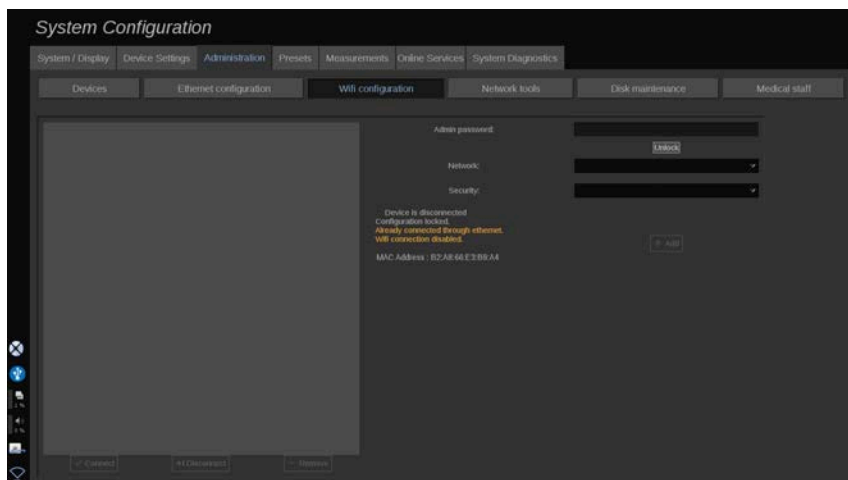 System Configuration
System / Display Device Settings Administration Presets Measurements Online Services System Diagnostics
Devices Ethernet configuration Wifi configuration Network tools Disk maintenance Medical staff
Admin password:
Unlock
Network:
Security:
Device is disconnected
Configuration locked.
Already connected through ethernet.
Wifi connection disabled.
Add
MAC Address : B2:A8:66:E3:B9:A4
Connect Disconnect Remove